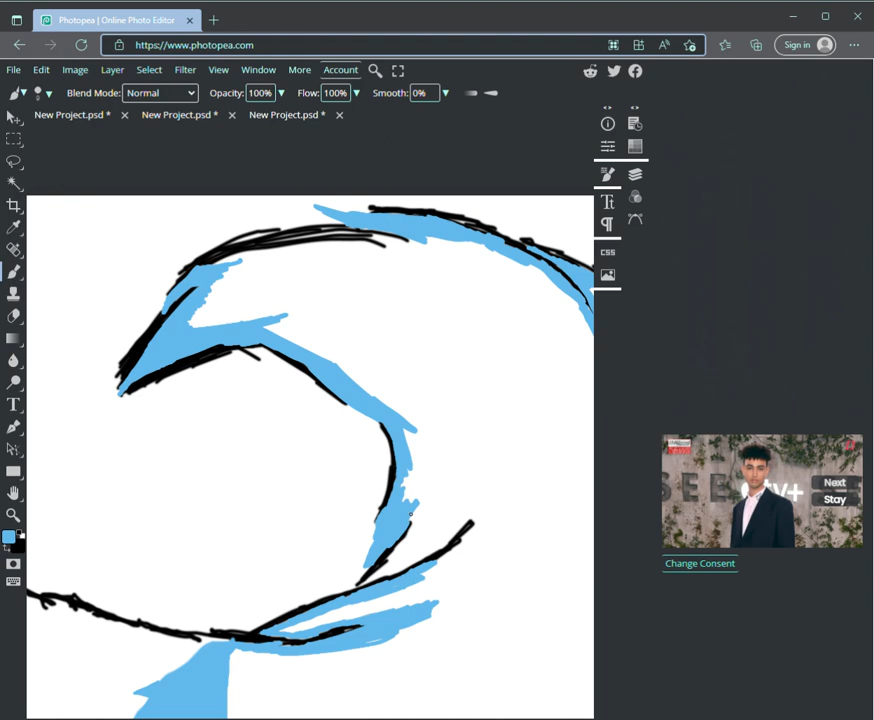 Photopea | Online Photo Editor
https://www.photopea.com
Sign in
File Edit Image Layer Select Filter View Window More Account
Blend Mode: Normal Opacity: 100% Flow: 100% Smooth: 0%
New Project.psd * New Project.psd * New Project.psd *
CSS
SEE tv+
Next
Stay
Change Consent